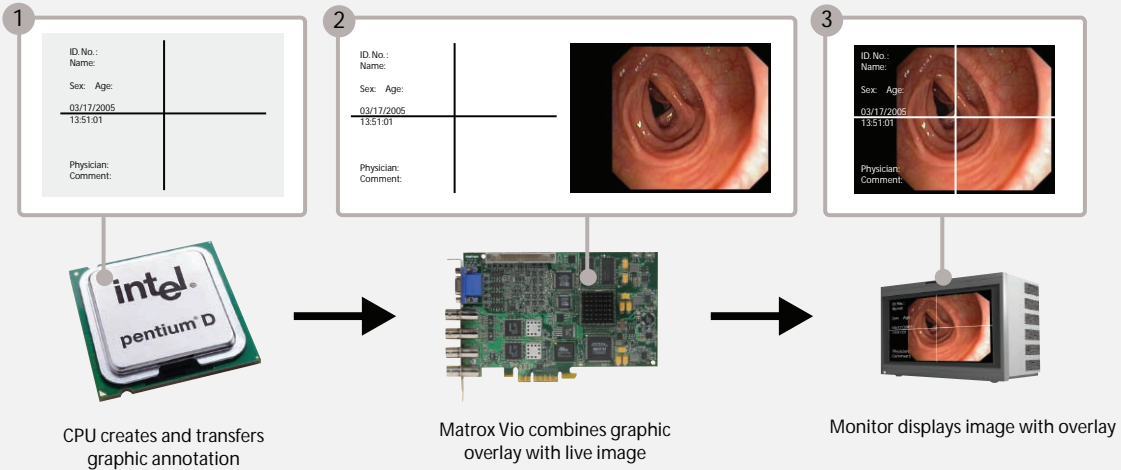 1
ID. No. :
Name:
Sex: Age:
03/17/2005
13:51:01
Physician:
Comment:
2
ID. No. :
Name:
Sex: Age:
03/17/2005
13:51:01
Physician:
Comment:
3
ID. No. :
Name:
Sex: Age:
03/17/2005
13:51:01
Physician:
Comment:
intel.
pentium® D
CPU creates and transfers
graphic annotation
Matrox Vio combines graphic
overlay with live image
Monitor displays image with overlay